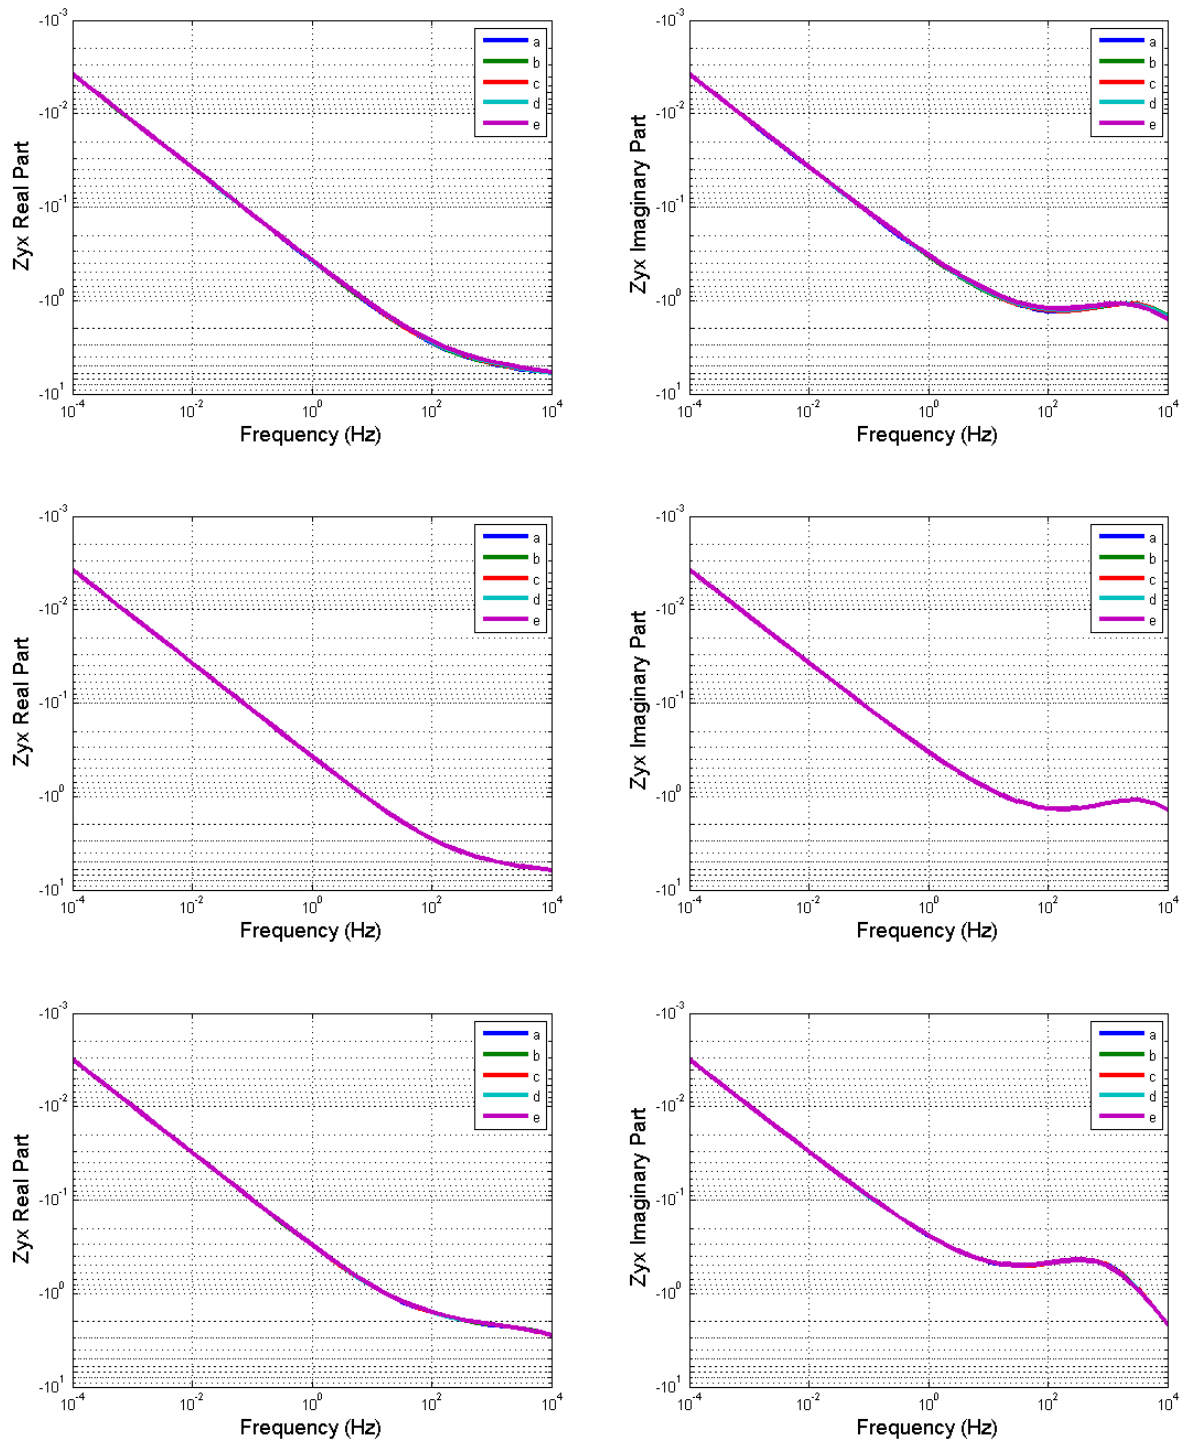 -10^-3
-10^-2
-10^-1
-10^0
-10^1
Zyx Real Part
a
b
c
d
e
10^-4
10^-2
10^0
10^2
10^4
Frequency (Hz)
-10^-3
-10^-2
-10^-1
-10^0
-10^1
Zyx Imaginary Part
a
b
c
d
e
10^-4
10^-2
10^0
10^2
10^4
Frequency (Hz)
-10^-3
-10^-2
-10^-1
-10^0
-10^1
Zyx Real Part
a
b
c
d
e
10^-4
10^-2
10^0
10^2
10^4
Frequency (Hz)
-10^-3
-10^-2
-10^-1
-10^0
-10^1
Zyx Imaginary Part
a
b
c
d
e
10^-4
10^-2
10^0
10^2
10^4
Frequency (Hz)
-10^-3
-10^-2
-10^-1
-10^0
-10^1
Zyx Real Part
a
b
c
d
e
10^-4
10^-2
10^0
10^2
10^4
Frequency (Hz)
-10^-3
-10^-2
-10^-1
-10^0
-10^1
Zyx Imaginary Part
a
b
c
d
e
10^-4
10^-2
10^0
10^2
10^4
Frequency (Hz)